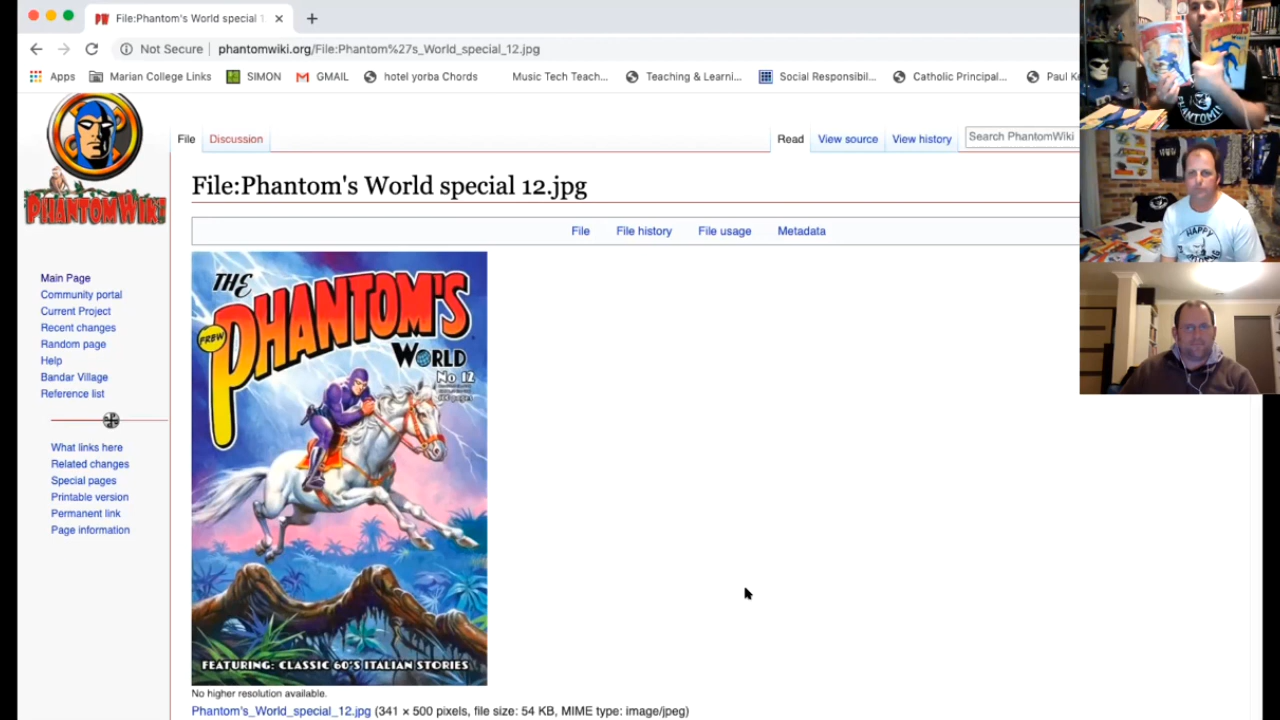 File:Phantom's World special 1
Not Secure
phantomwiki.org/File:Phantom%27s_World_special_12.jpg
Apps
Marian College Links
SIMON
GMAIL
hotel yorba Chords
Music Tech Teach...
Teaching & Learni...
Social Responsibil...
Catholic Principal...
Paul
PHANTOMWIKI
File
Discussion
Read
View source
View history
Search PhantomWiki
File:Phantom's World special 12.jpg
File
File history
File usage
Metadata
Main Page
Community portal
Current Project
Recent changes
Random page
Help
Bandar Village
Reference list
What links here
Related changes
Special pages
Printable version
Permanent link
Page information
THE
PHANTOM'S
FREW
WORLD
No 12
FEATURING: CLASSIC 60'S ITALIAN STORIES
No higher resolution available.
Phantom's_World_special_12.jpg (341 × 500 pixels, file size: 54 KB, MIME type: image/jpeg)
HAPPY